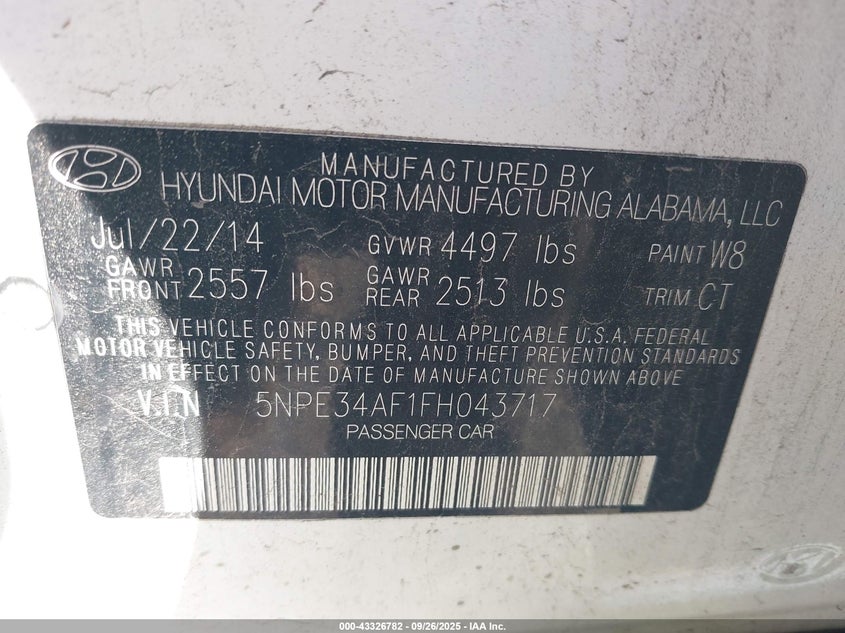 MANUFACTURED BY
HYUNDAI MOTOR MANUFACTURING ALABAMA, LLC
Jul/22/14 GVWR 4497 lbs PAINT W8
GAWR FRONT 2557 lbs GAWR REAR 2513 lbs TRIM CT
THIS VEHICLE CONFORMS TO ALL APPLICABLE U.S.A. FEDERAL
MOTOR VEHICLE SAFETY, BUMPER, AND THEFT PREVENTION STANDARDS
IN EFFECT ON THE DATE OF MANUFACTURE SHOWN ABOVE
V.I.N 5NPE34AF1FH043717
PASSENGER CAR
000-43326782 - 09/26/2025 - IAA Inc.